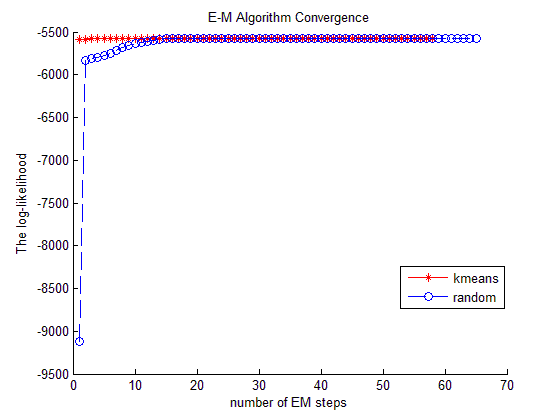 E-M Algorithm Convergence
-5500
-6000
-6500
-7000
-7500
-8000
-8500
-9000
-9500
The log-likelihood
kmeans
random
0 10 20 30 40 50 60 70
number of EM steps